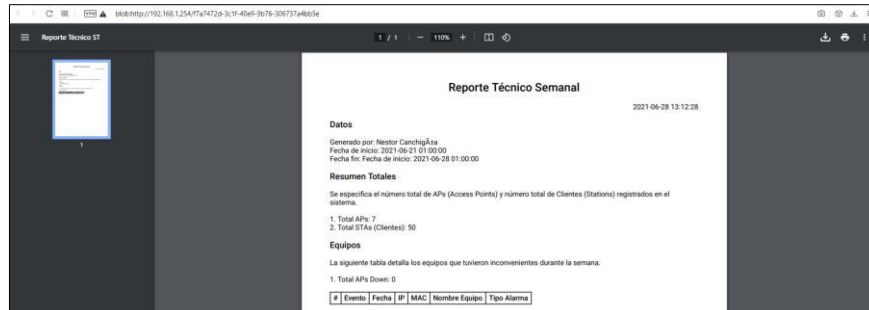 VPN blob:http://192.168.1.254/f7a7472d-3c1f-40e9-9b76-306737a4bb5e
Reporte Técnico ST
1 / 1 − 110% +
1
Reporte Técnico Semanal
2021-06-28 13:12:28
Datos
Generado por: Nestor CanchigÃ±a
Fecha de inicio: 2021-06-21 01:00:00
Fecha fin: Fecha de inicio: 2021-06-28 01:00:00
Resumen Totales
Se especifica el número total de APs (Access Points) y número total de Clientes (Stations) registrados en el
sistema.
1. Total APs: 7
2. Total STAs (Clientes): 50
Equipos
La siguiente tabla detalla los equipos que tuvieron inconvenientes durante la semana.
1. Total APs Down: 0
# Evento Fecha IP MAC Nombre Equipo Tipo Alarma